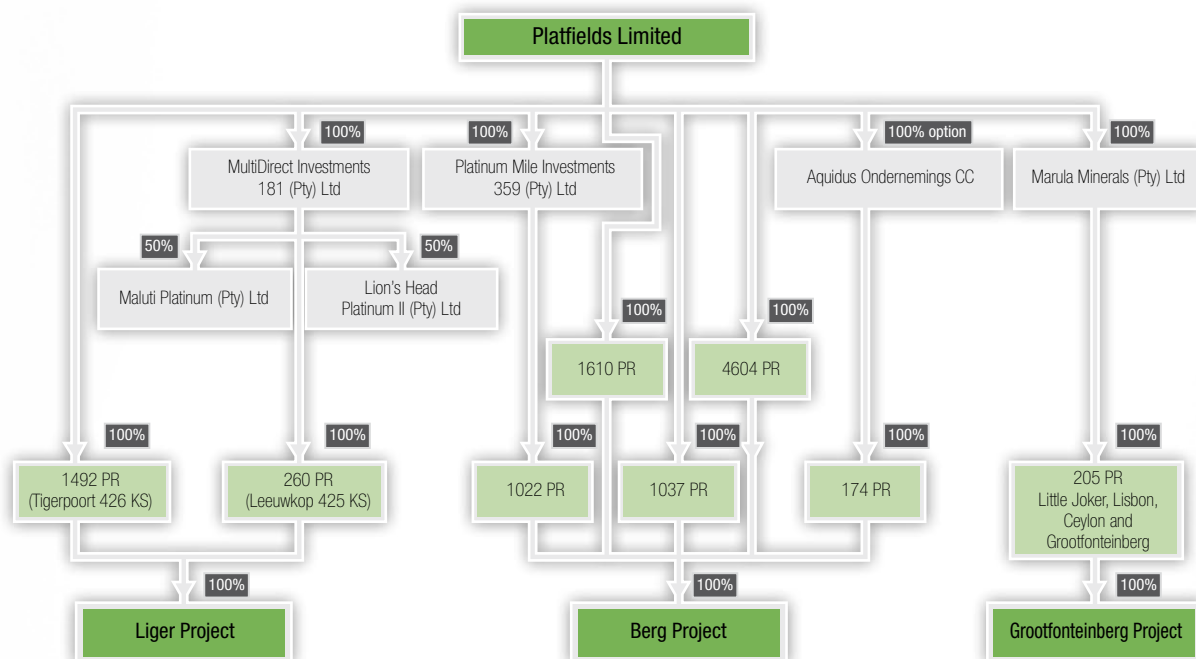 Platfields Limited
100%
100%
100% option
100%
MultiDirect Investments
181 (Pty) Ltd
Platinum Mile Investments
359 (Pty) Ltd
Aquidus Ondernemings CC
Marula Minerals (Pty) Ltd
50%
50%
Maluti Platinum (Pty) Ltd
Lion's Head
Platinum II (Pty) Ltd
100%
100%
1610 PR
4604 PR
100%
100%
100%
100%
100%
100%
1492 PR
(Tigerpoort 426 KS)
260 PR
(Leeuwkop 425 KS)
1022 PR
1037 PR
174 PR
205 PR
Little Joker, Lisbon,
Ceylon and
Grootfonteinberg
100%
100%
100%
Liger Project
Berg Project
Grootfonteinberg Project